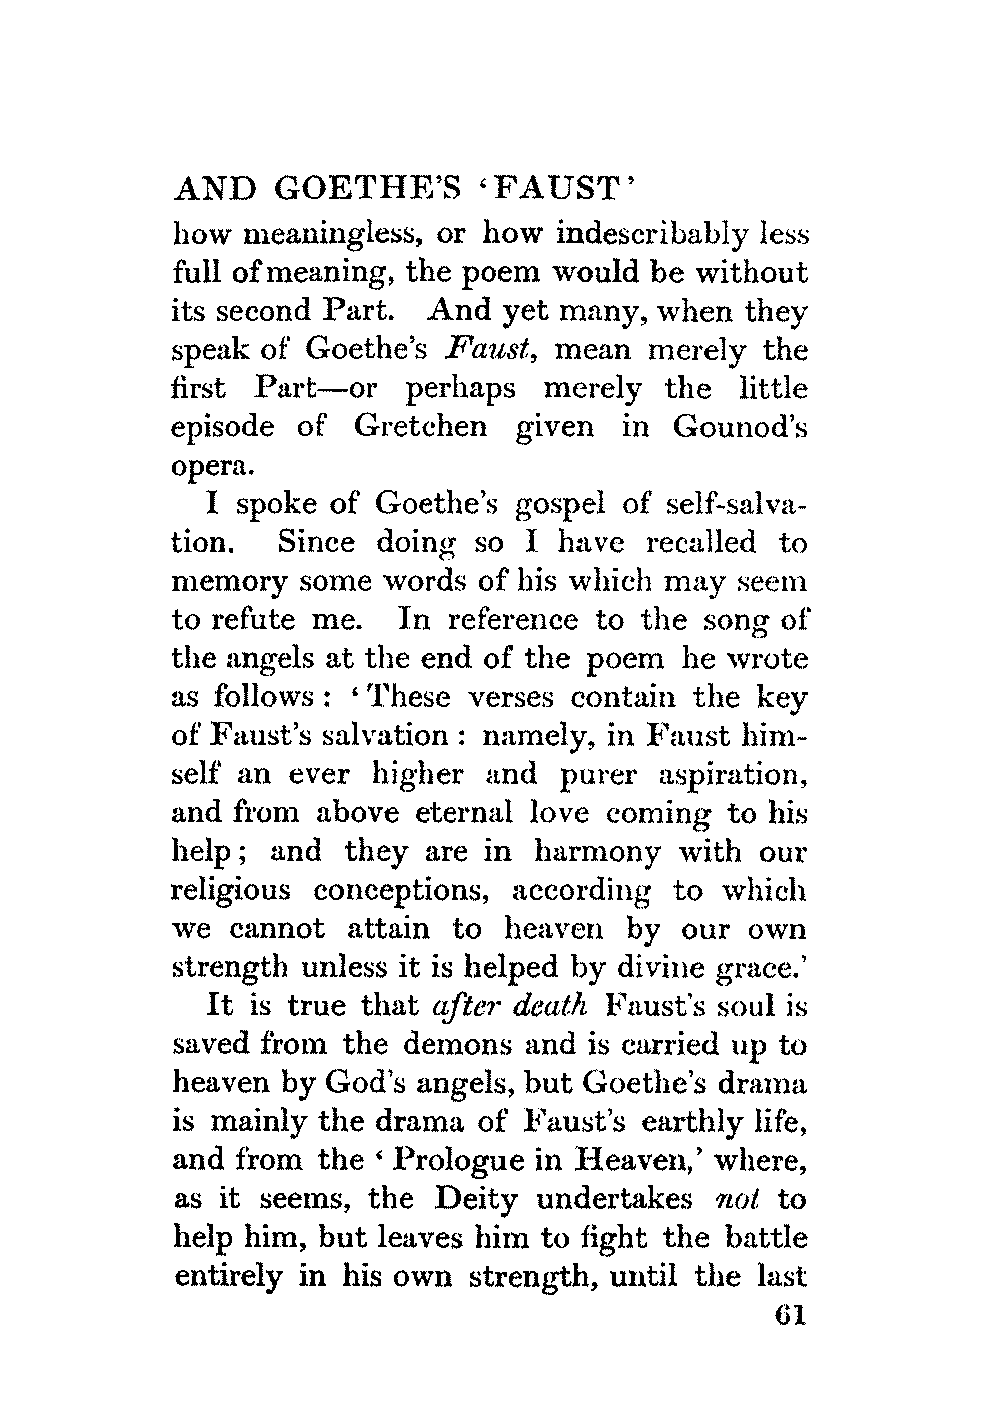 AND GOETHE'S ‘FAUST’
how meaningless, or how indescribably less
full of meaning, the poem would be without
its second Part. And yet many, when they
speak of Goethe's Faust, mean merely the
first Part—or perhaps merely the little
episode of Gretchen given in Gounod's
opera.
I spoke of Goethe's gospel of self-salva-
tion. Since doing so I have recalled to
memory some words of his which may seem
to refute me. In reference to the song of
the angels at the end of the poem he wrote
as follows : ‘These verses contain the key
of Faust's salvation : namely, in Faust him-
self an ever higher and purer aspiration,
and from above eternal love coming to his
help ; and they are in harmony with our
religious conceptions, according to which
we cannot attain to heaven by our own
strength unless it is helped by divine grace.’
It is true that after death Faust's soul is
saved from the demons and is carried up to
heaven by God's angels, but Goethe's drama
is mainly the drama of Faust's earthly life,
and from the ‘Prologue in Heaven,’ where,
as it seems, the Deity undertakes not to
help him, but leaves him to fight the battle
entirely in his own strength, until the last
61